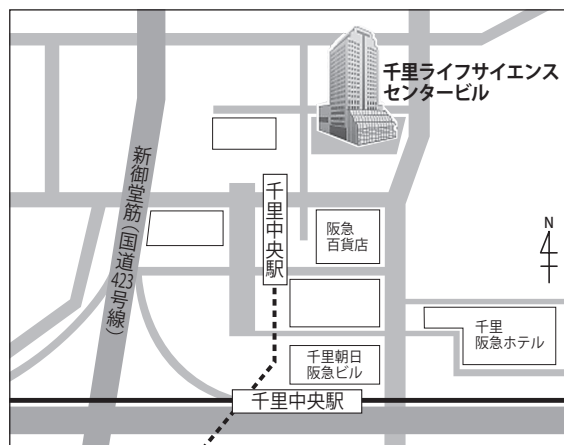 千里ライフサイエンス
センタービル
新御堂筋(国道423号線)
千里中央駅
阪急
百貨店
N
千里
阪急ホテル
千里朝日
阪急ビル
千里中央駅